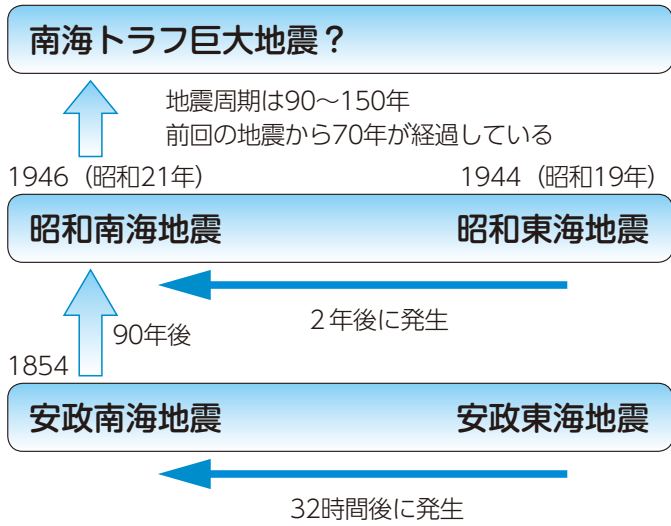 南海トラフ巨大地震？
地震周期は90～150年
前回の地震から70年が経過している
1946（昭和21年）
1944（昭和19年）
昭和南海地震
昭和東海地震
2年後に発生
90年後
1854
安政南海地震
安政東海地震
32時間後に発生